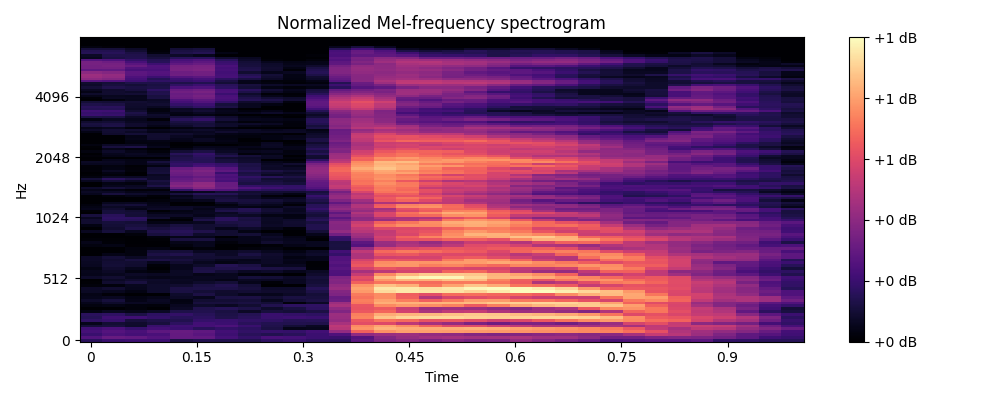 Normalized Mel-frequency spectrogram
Hz
4096
2048
1024
512
0
0 0.15 0.3 0.45 0.6 0.75 0.9
Time
+1 dB
+1 dB
+1 dB
+0 dB
+0 dB
+0 dB